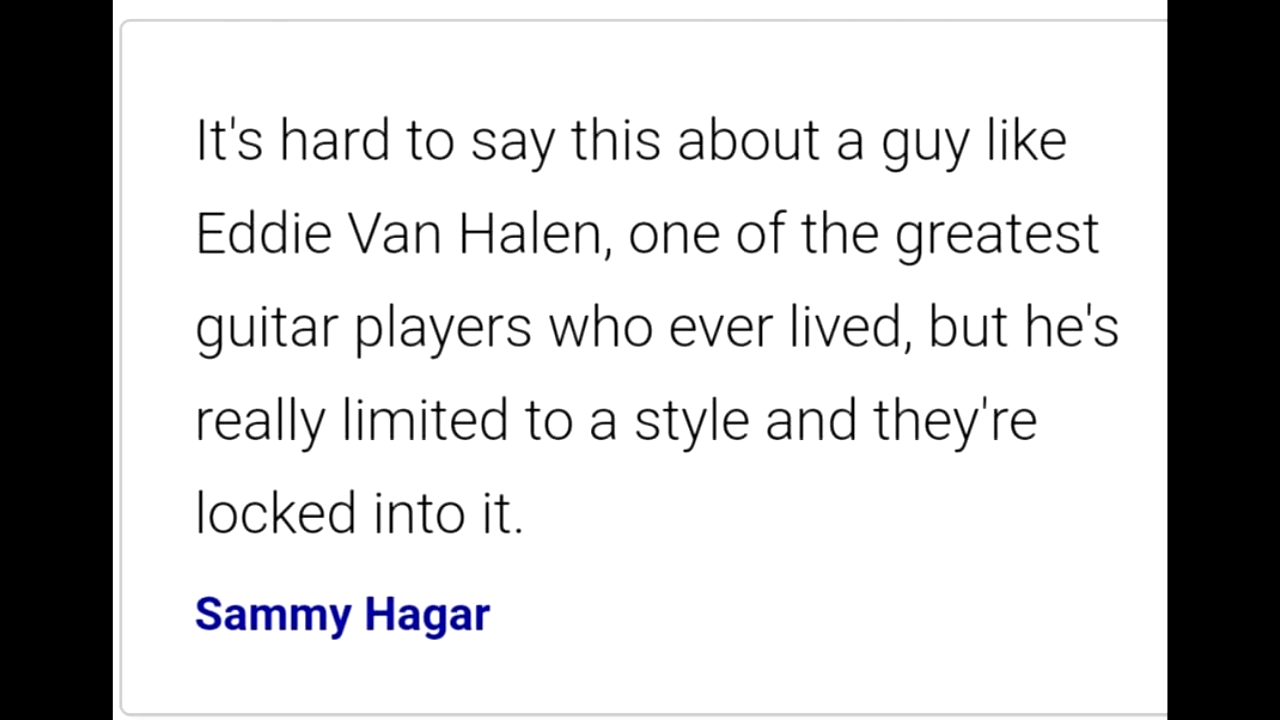 It's hard to say this about a guy like
Eddie Van Halen, one of the greatest
guitar players who ever lived, but he's
really limited to a style and they're
locked into it.
Sammy Hagar